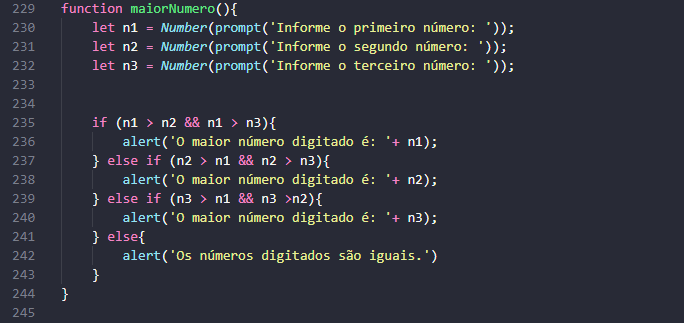 229 function maiorNumero(){
230 let n1 = Number(prompt('Informe o primeiro número: '));
231 let n2 = Number(prompt('Informe o segundo número: '));
232 let n3 = Number(prompt('Informe o terceiro número: '));
233
234
235 if (n1 > n2 && n1 > n3){
236 alert('O maior número digitado é: '+ n1);
237 } else if (n2 > n1 && n2 > n3){
238 alert('O maior número digitado é: '+ n2);
239 } else if (n3 > n1 && n3 >n2){
240 alert('O maior número digitado é: '+ n3);
241 } else{
242 alert('Os números digitados são iguais.')
243 }
244 }
245